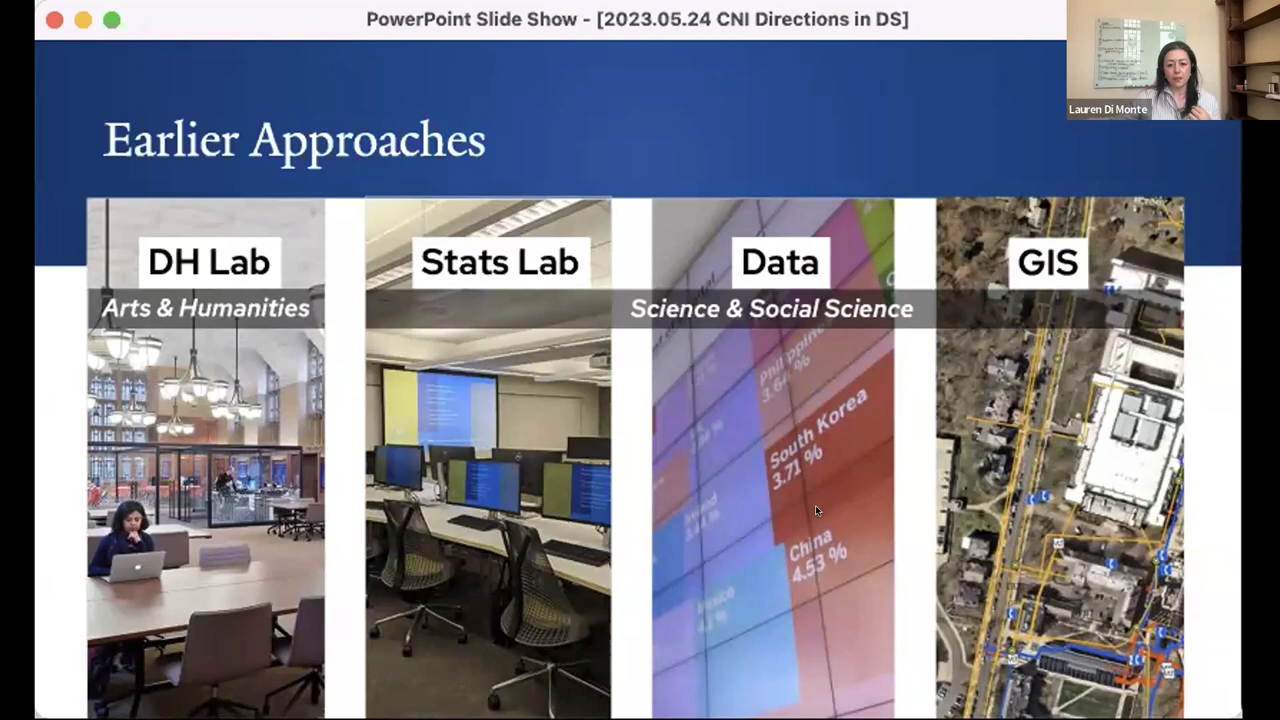 PowerPoint Slide Show - [2023.05.24 CNI Directions in DS]
Lauren Di Monte
Earlier Approaches
DH Lab
Stats Lab
Data
GIS
Arts & Humanities
Science & Social Science
Philippine
South Korea
3.71 %
China
4.53 %